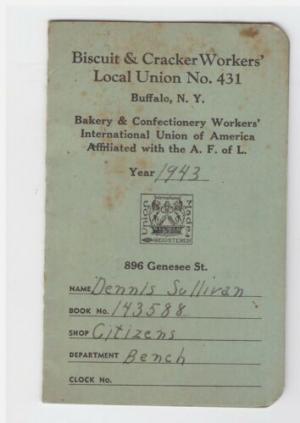 Biscuit & Cracker Workers'
Local Union No. 431
Buffalo, N. Y.
Bakery & Confectionery Workers'
International Union of America
Affiliated with the A. F. of L.
Year 1943
Union Made
REGISTERED
896 Genesee St.
NAME Dennis Sullivan
BOOK No. 143588
SHOP Citizens
DEPARTMENT Bench
CLOCK No.